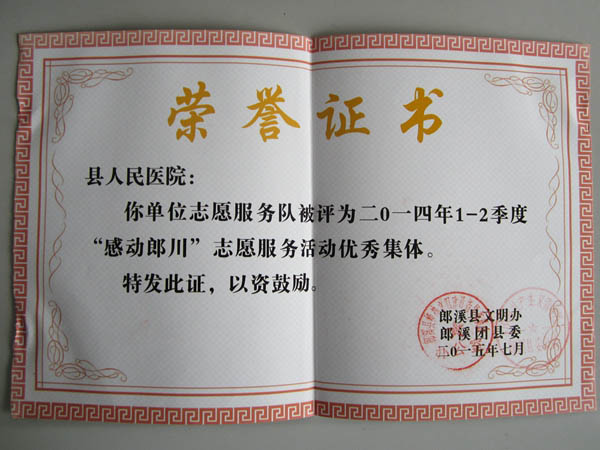 荣誉证书
县人民医院：
你单位志愿服务队被评为二0一四年1-2季度
“感动郎川”志愿服务活动优秀集体。
特发此证，以资鼓励。
郎溪县文明办
郎溪团县委
二0一五年七月